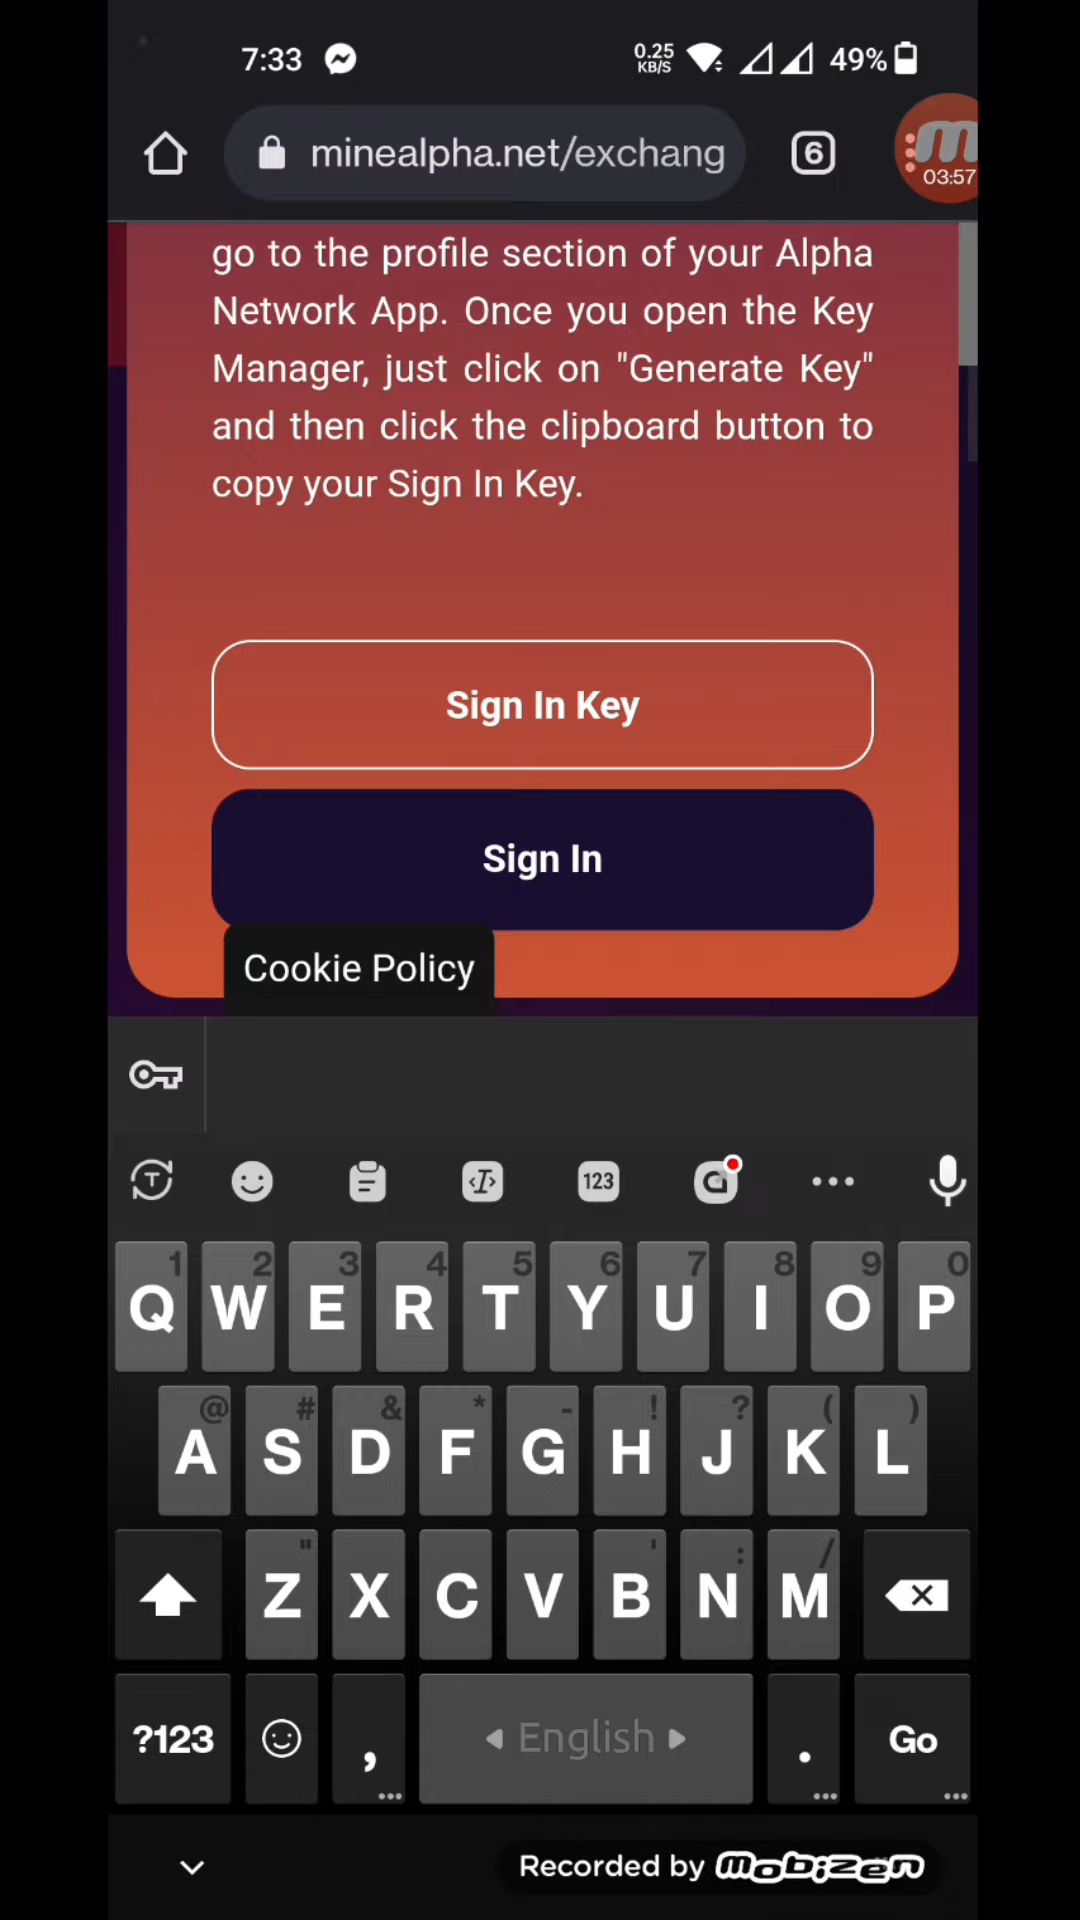 7:33
0.25
KB/S
49%
minealpha.net/exchang
6
m
03:57
go to the profile section of your Alpha
Network App. Once you open the Key
Manager, just click on "Generate Key"
and then click the clipboard button to
copy your Sign In Key.
Sign In Key
Sign In
Cookie Policy
T
I
123
1 2 3 4 5 6 7 8 9 0
Q W E R T Y U I O P
@ # & * - ! ? ( )
A S D F G H J K L
" ' : /
Z X C V B N M
?123 , English . Go
Recorded by mobizen